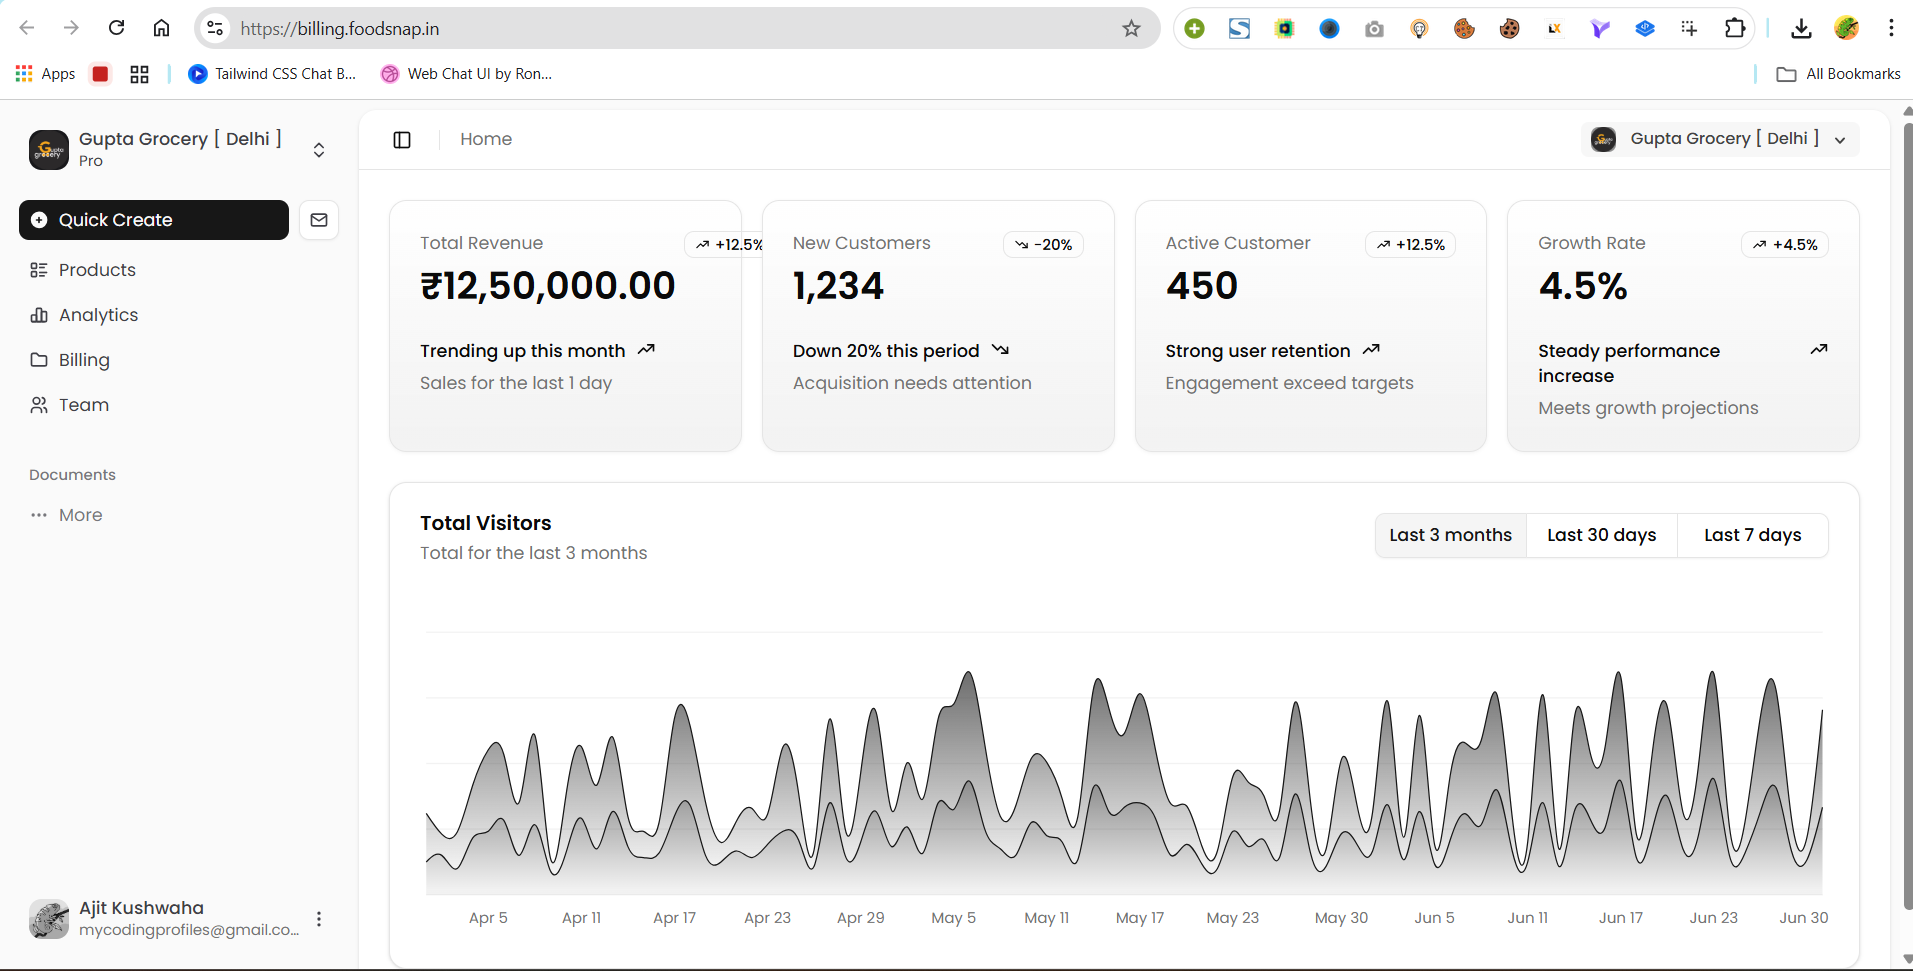 https://billing.foodsnap.in
Apps
Tailwind CSS Chat B...
Web Chat UI by Ron...
All Bookmarks
Gupta Grocery [ Delhi ]
Pro
Home
Gupta Grocery [ Delhi ]
Quick Create
Products
Analytics
Billing
Team
Documents
More
Ajit Kushwaha
mycodingprofiles@gmail.co...
Total Revenue
+12.5%
₹12,50,000.00
Trending up this month
Sales for the last 1 day
New Customers
-20%
1,234
Down 20% this period
Acquisition needs attention
Active Customer
+12.5%
450
Strong user retention
Engagement exceed targets
Growth Rate
+4.5%
4.5%
Steady performance
increase
Meets growth projections
Total Visitors
Total for the last 3 months
Last 3 months
Last 30 days
Last 7 days
Apr 5
Apr 11
Apr 17
Apr 23
Apr 29
May 5
May 11
May 17
May 23
May 30
Jun 5
Jun 11
Jun 17
Jun 23
Jun 30